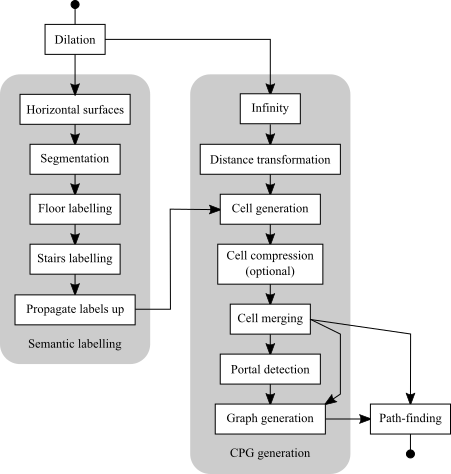 Dilation
Horizontal surfaces
Segmentation
Floor labelling
Stairs labelling
Propagate labels up
Semantic labelling
Infinity
Distance transformation
Cell generation
Cell compression
(optional)
Cell merging
Portal detection
Graph generation
CPG generation
Path-finding